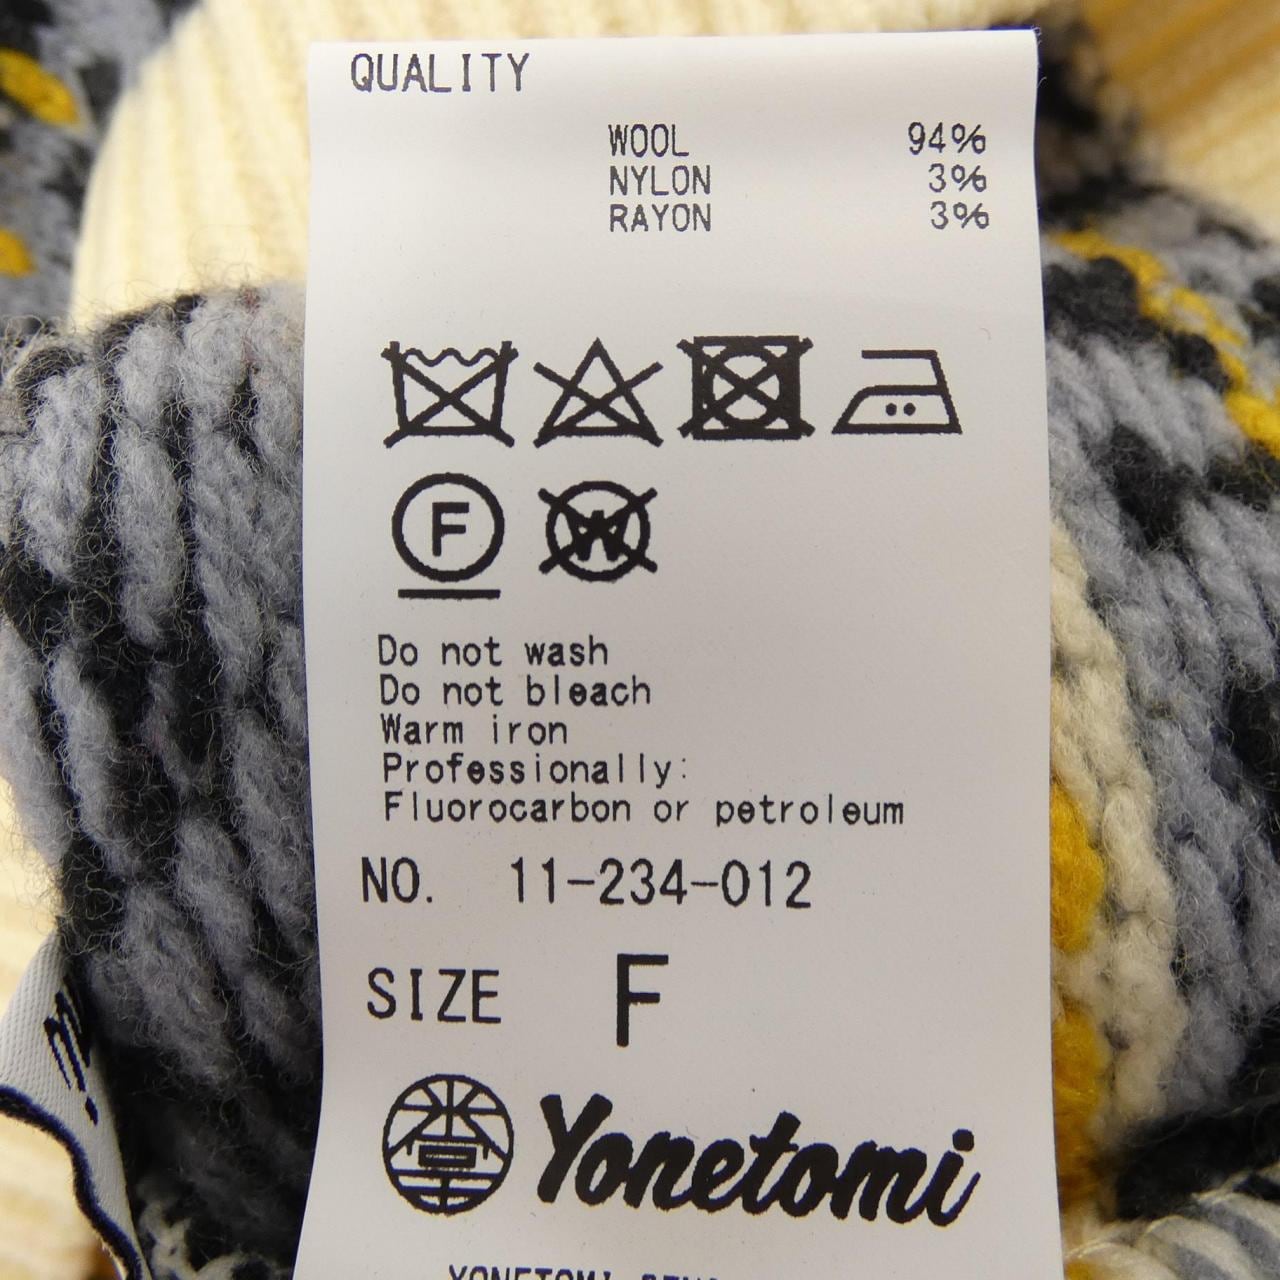 QUALITY
WOOL 94%
NYLON 3%
RAYON 3%
F
W
Do not wash
Do not bleach
Warm iron
Professionally:
Fluorocarbon or petroleum
NO. 11-234-012
SIZE F
Yonetomi
YONETOMI